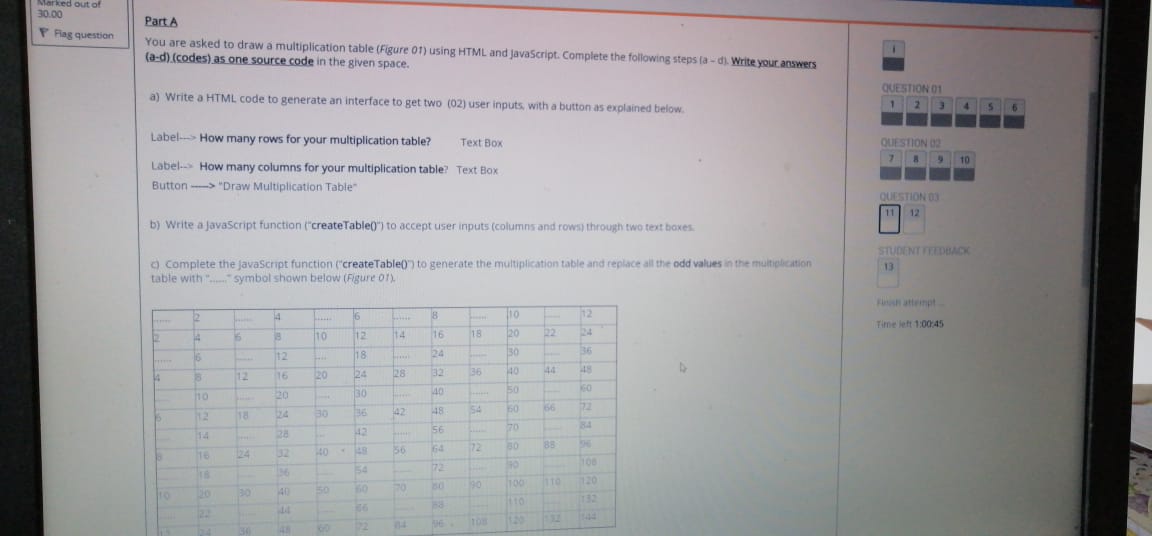 Marked out of
30.00
Flag question
Part A
You are asked to draw a multiplication table (Figure 01) using HTML and JavaScript. Complete the following steps (a – d). Write your answers
(a-d) (codes) as one source code in the given space.
a) Write a HTML code to generate an interface to get two (02) user inputs, with a button as explained below.
Label---> How many rows for your multiplication table? Text Box
Label--> How many columns for your multiplication table? Text Box
Button -----> "Draw Multiplication Table"
b) Write a JavaScript function ("createTable()") to accept user inputs (columns and rows) through two text boxes.
c) Complete the JavaScript function ("createTable()") to generate the multiplication table and replace all the odd values in the multiplication
table with "......" symbol shown below (Figure 01).
...... 2 ...... 4 ...... 6 ...... 8 ...... 10 ...... 12
2 4 6 8 10 12 14 16 18 20 22 24
...... 6 ...... 12 ...... 18 ...... 24 ...... 30 ...... 36
4 8 12 16 20 24 28 32 36 40 44 48
...... 10 ...... 20 ...... 30 ...... 40 ...... 50 ...... 60
6 12 18 24 30 36 42 48 54 60 66 72
...... 14 ...... 28 ...... 42 ...... 56 ...... 70 ...... 84
8 16 24 32 40 48 56 64 72 80 88 96
...... 18 ...... 36 ...... 54 ...... 72 ...... 90 ...... 108
10 20 30 40 50 60 70 80 90 100 110 120
...... 22 ...... 44 ...... 66 ...... 88 ...... 110 ...... 132
12 24 36 48 60 72 84 96 108 120 132 144
i
QUESTION 01
1 2 3 4 5 6
QUESTION 02
7 8 9 10
QUESTION 03
11 12
STUDENT FEEDBACK
13
Finish attempt ...
Time left 1:00:45